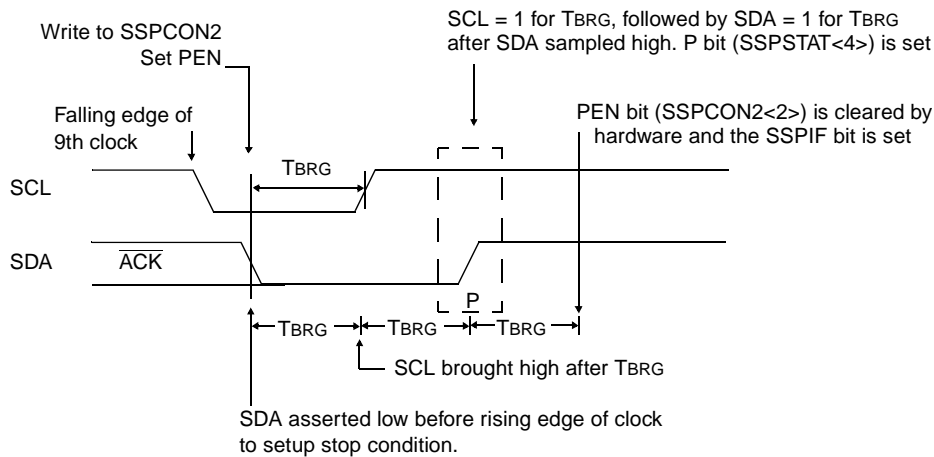 Write to SSPCON2
Set PEN
SCL = 1 for TBRG, followed by SDA = 1 for TBRG
after SDA sampled high. P bit (SSPSTAT<4>) is set
Falling edge of
9th clock
PEN bit (SSPCON2<2>) is cleared by
hardware and the SSPIF bit is set
TBRG
SCL
SDA
ACK
P
TBRG TBRG TBRG
SCL brought high after TBRG
SDA asserted low before rising edge of clock
to setup stop condition.